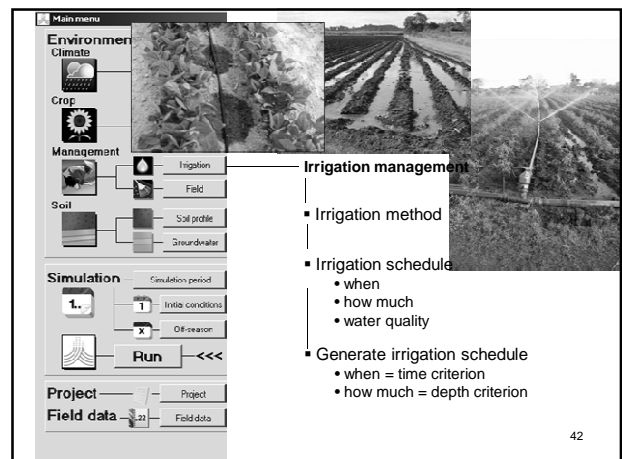 Main menu
Environmen
Climate
Crop
Management
Irrigation
Field
Soil
Soil profile
Groundwater
Simulation
Simulation period
1..
1
Initial conditions
X
Off-season
Run
<<<
Project
Project
Field data
..22
Field data
Irrigation management
▪ Irrigation method
▪ Irrigation schedule
• when
• how much
• water quality
▪ Generate irrigation schedule
• when = time criterion
• how much = depth criterion
42